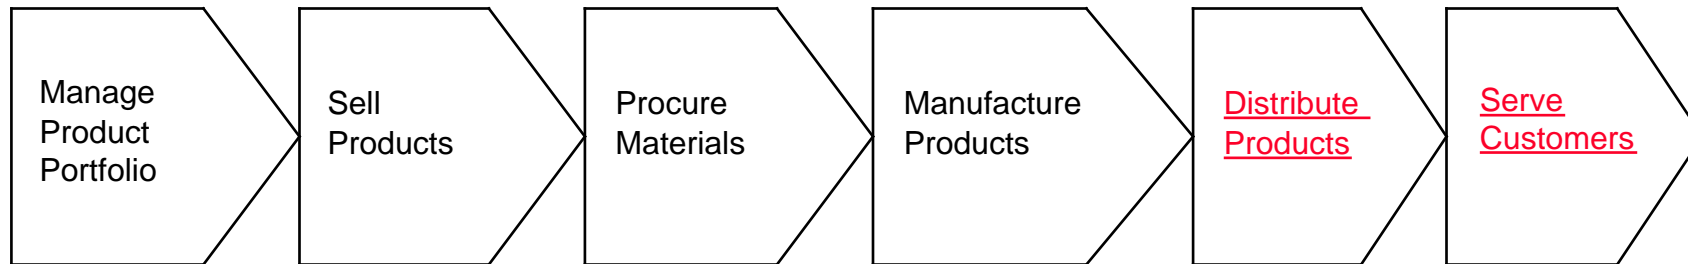 Manage
Product
Portfolio
Sell
Products
Procure
Materials
Manufacture
Products
Distribute
Products
Serve
Customers